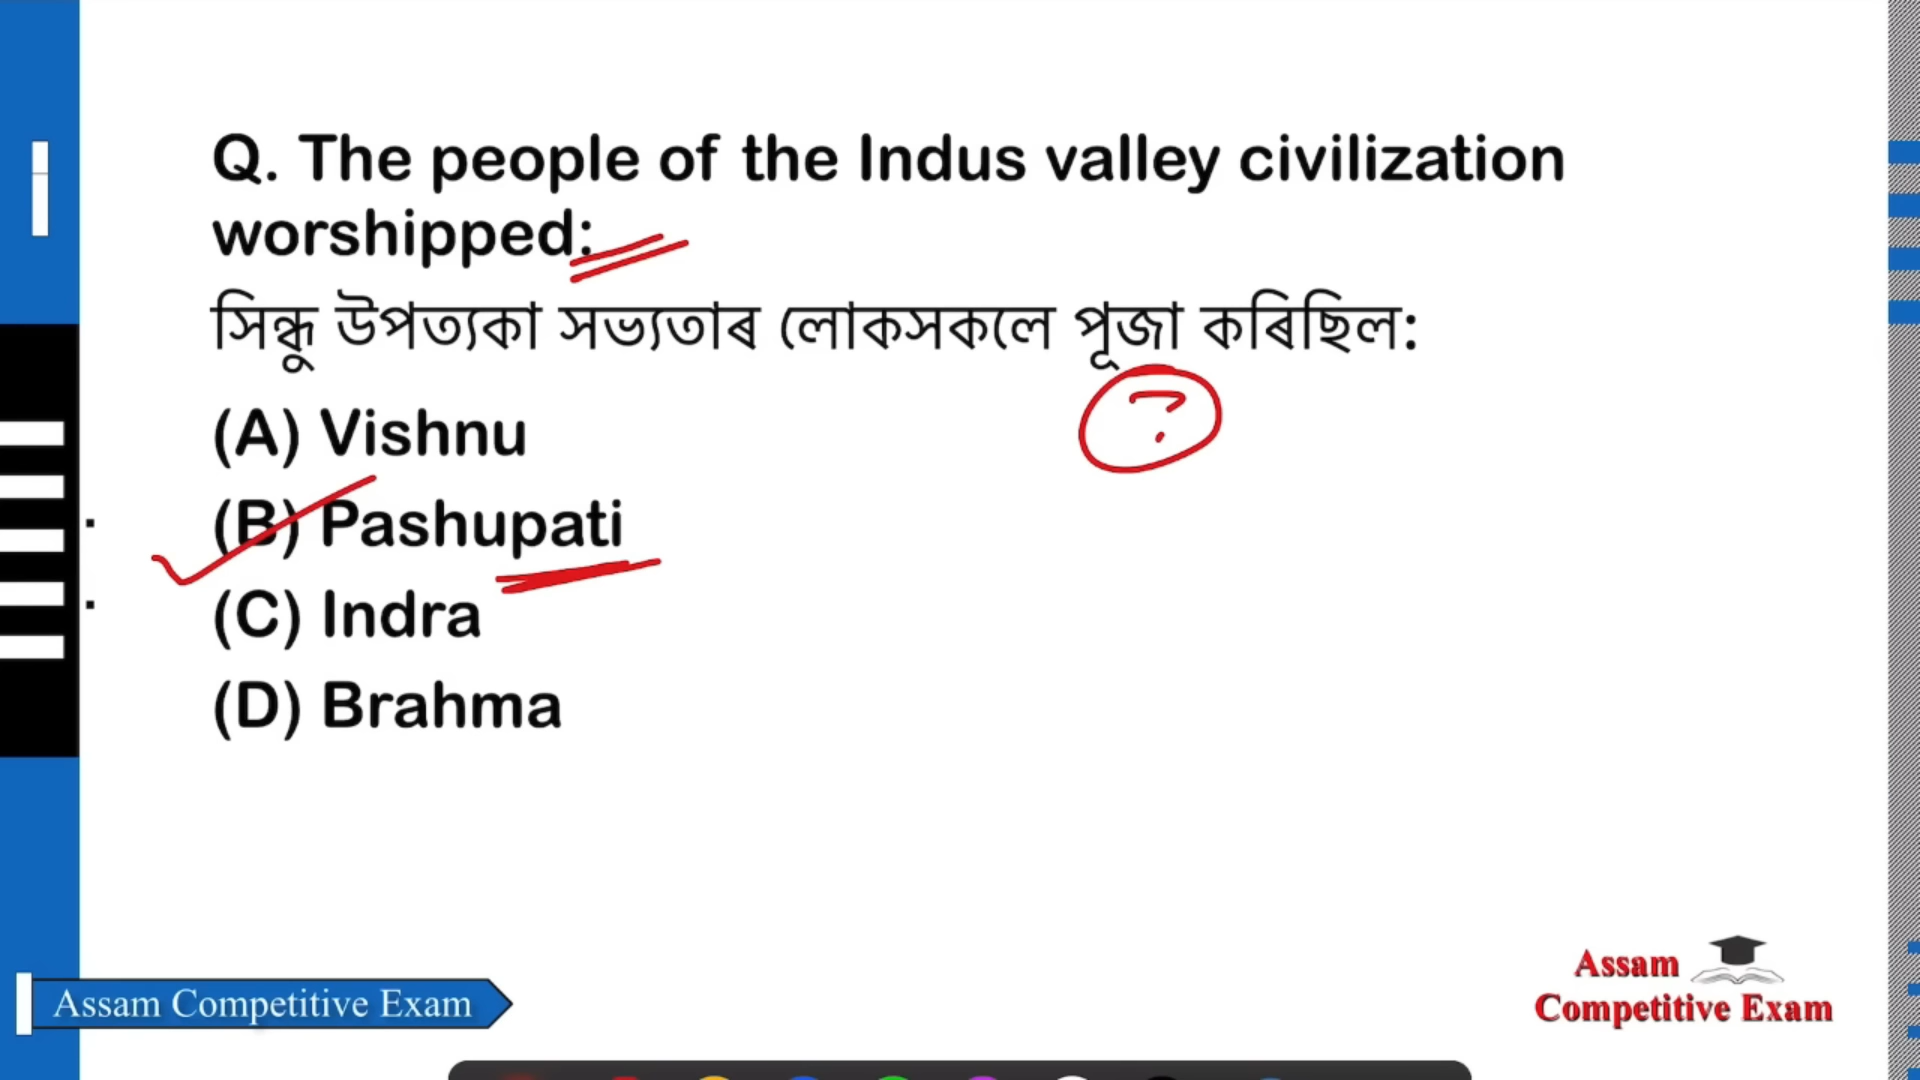 Q. The people of the Indus valley civilization
worshipped:
সিন্ধু উপত্যকা সভ্যতাৰ লোকসকলে পূজা কৰিছিল:
?
(A) Vishnu
(B) Pashupati
(C) Indra
(D) Brahma
Assam Competitive Exam
Assam
Competitive Exam